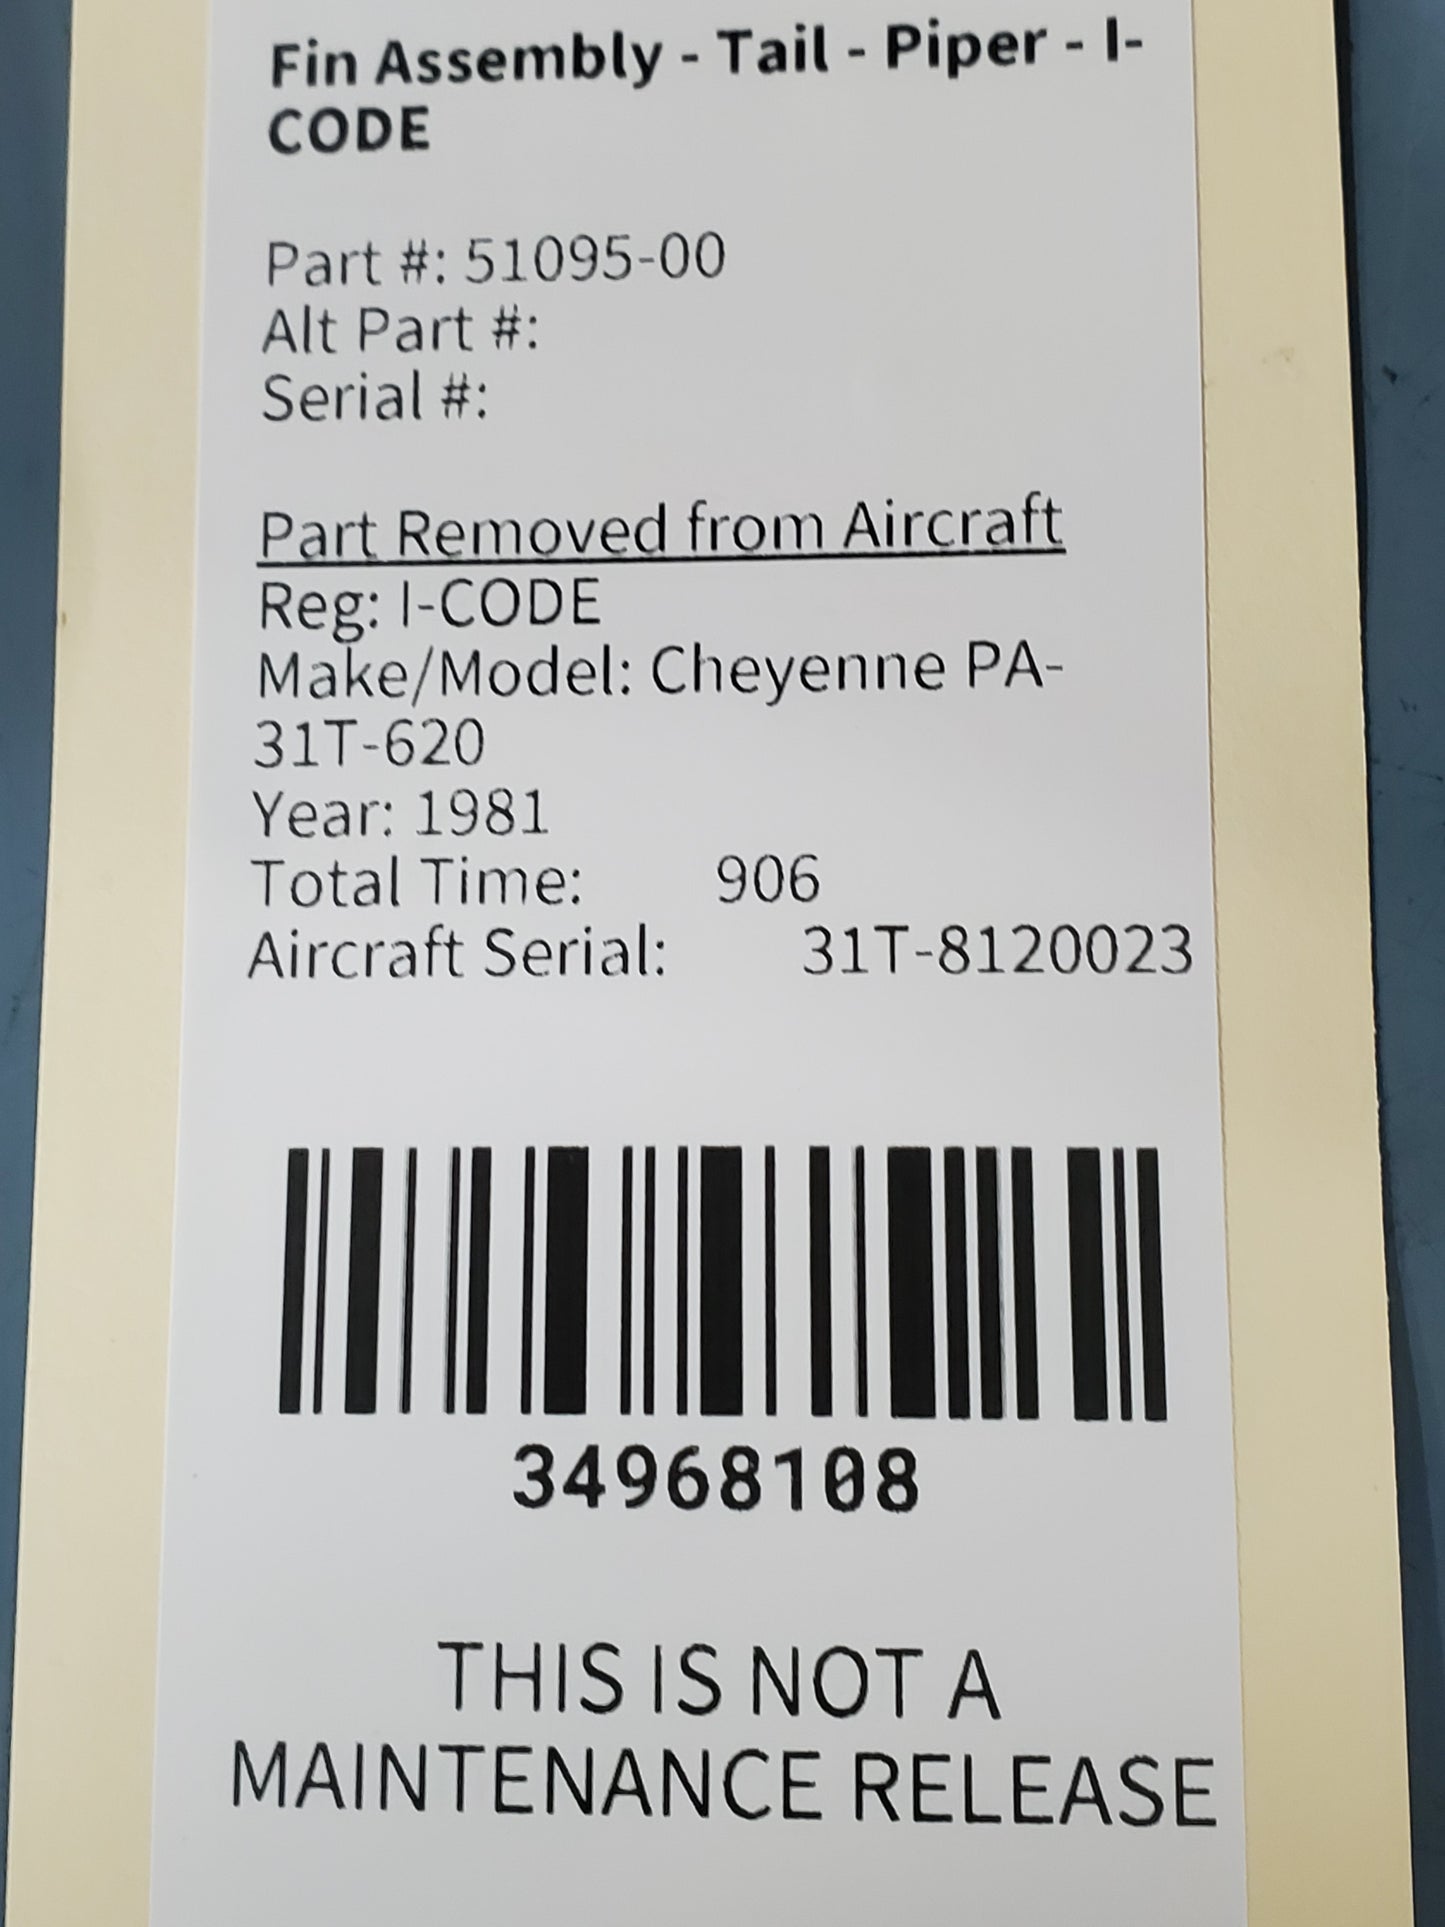 Fin Assembly - Tail - Piper - I-
CODE
Part #: 51095-00
Alt Part #:
Serial #:
Part Removed from Aircraft
Reg: I-CODE
Make/Model: Cheyenne PA-
31T-620
Year: 1981
Total Time: 906
Aircraft Serial: 31T-8120023
34968108
THIS IS NOT A
MAINTENANCE RELEASE